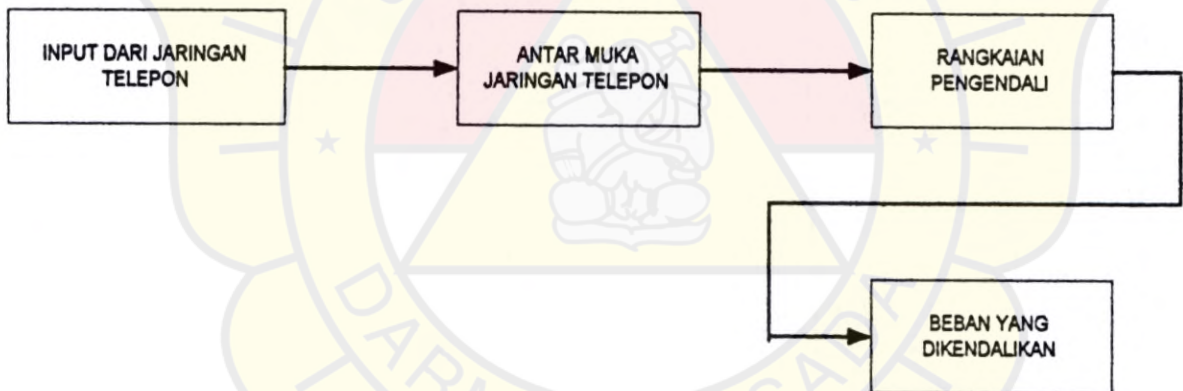 INPUT DARI JARINGAN
TELEPON
ANTAR MUKA
JARINGAN TELEPON
RANGKAIAN
PENGENDALI
BEBAN YANG
DIKENDALIKAN